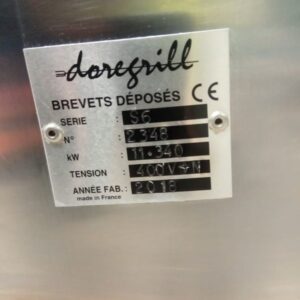 doregrill
BREVETS DÉPOSÉS CE
SERIE : S6
N° : 2348
kW : 11.340
TENSION : 400V+N
ANNÉE FAB. : 2018
made in France